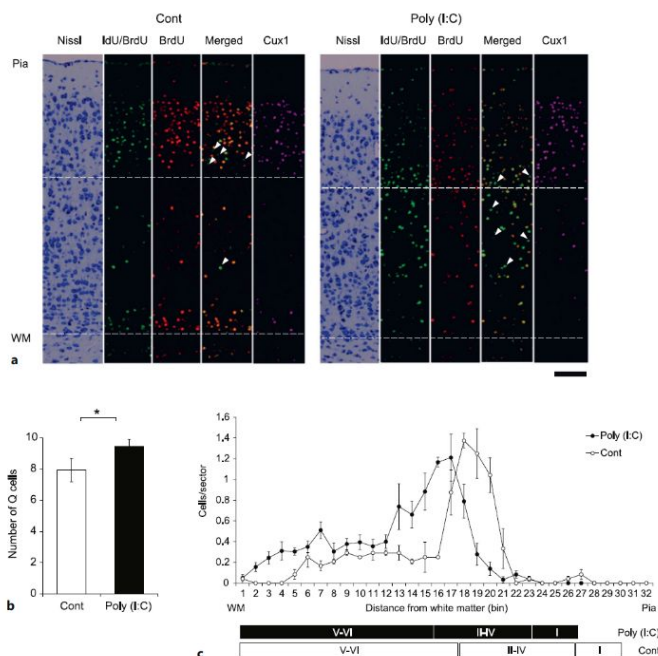 Cont
Poly (I:C)
Nissl IdU/BrdU BrdU Merged Cux1
Nissl IdU/BrdU BrdU Merged Cux1
Pia
WM
a
*
Number of Q cells
12
10
8
6
4
2
0
Cont Poly (I:C)
b
Cells/sector
1.6
1.4
1.2
1.0
0.8
0.6
0.4
0.2
0
Poly (I:C)
Cont
1 2 3 4 5 6 7 8 9 10 11 12 13 14 15 16 17 18 19 20 21 22 23 24 25 26 27 28 29 30 31 32
WM Distance from white matter (bin) Pia
V-VI II-IV I Poly (I:C)
V-VI II-IV I Cont
c